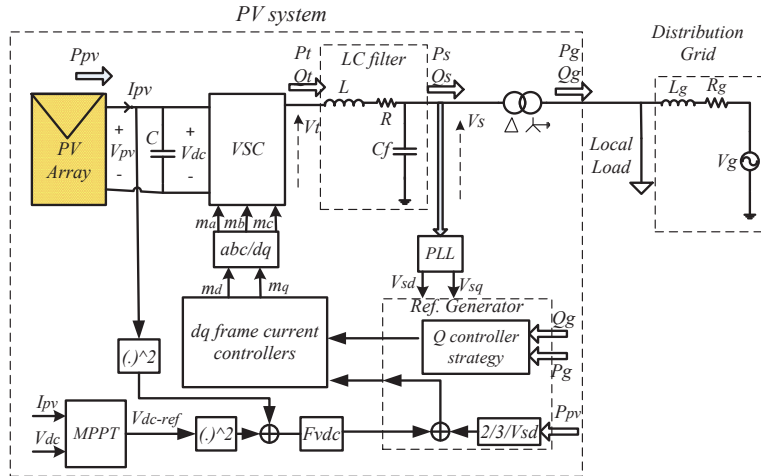 PV system
Ppv
Ipv
PV
Array
+
Vpv
-
C
+
Vdc
-
VSC
Pt
Qt
Vt
LC filter
L
R
Cf
Ps
Qs
Vs
Pg
Qg
Distribution
Grid
Lg
Rg
Vg
Local
Load
ma mb mc
abc/dq
md
mq
PLL
Vsd
Vsq
Ref. Generator
dq frame current
controllers
Q controller
strategy
Qg
Pg
(.)^2
Ipv
Vdc
MPPT
Vdc-ref
(.)^2
Fvdc
2/3/Vsd
Ppv